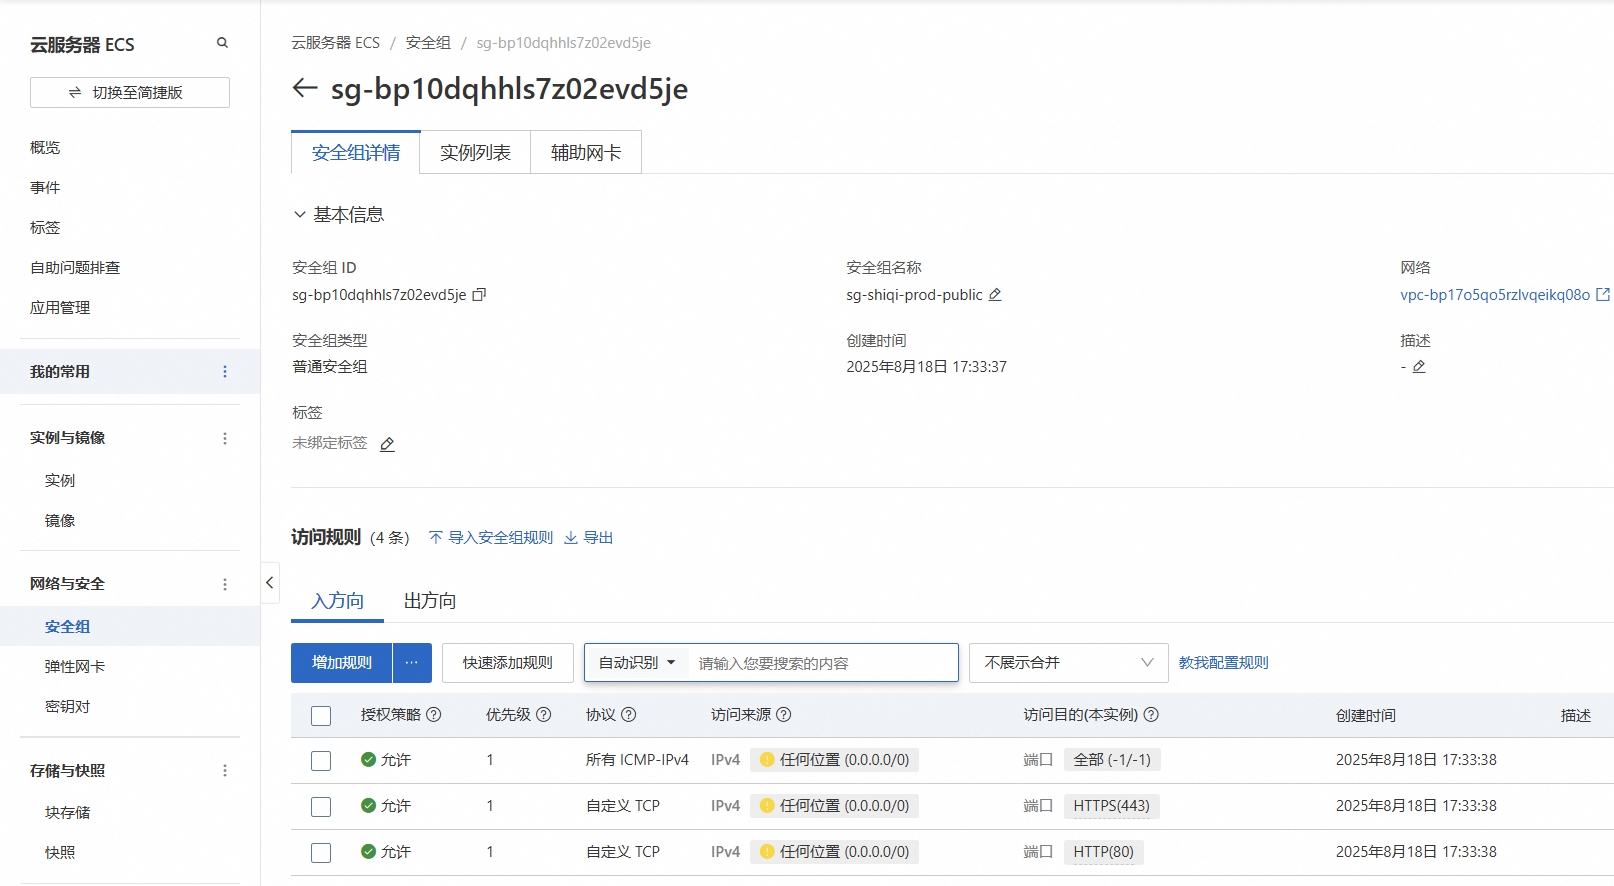 云服务器 ECS
切换至简捷版
概览
事件
标签
自助问题排查
应用管理
我的常用
实例与镜像
实例
镜像
网络与安全
安全组
弹性网卡
密钥对
存储与快照
块存储
快照
云服务器 ECS / 安全组 / sg-bp10dqhhls7z02evd5je
sg-bp10dqhhls7z02evd5je
安全组详情 实例列表 辅助网卡
基本信息
安全组 ID 安全组名称 网络
sg-bp10dqhhls7z02evd5je sg-shiqi-prod-public vpc-bp17o5qo5rzlvqeikq08o
安全组类型 创建时间 描述
普通安全组 2025年8月18日 17:33:37 -
标签
未绑定标签
访问规则 (4 条) 导入安全组规则 导出
入方向 出方向
增加规则 ··· 快速添加规则 自动识别 请输入您要搜索的内容 不展示合并 教我配置规则
授权策略 优先级 协议 访问来源 访问目的(本实例) 创建时间 描述
允许 1 所有 ICMP-IPv4 IPv4 任何位置 (0.0.0.0/0) 端口 全部 (-1/-1) 2025年8月18日 17:33:38
允许 1 自定义 TCP IPv4 任何位置 (0.0.0.0/0) 端口 HTTPS(443) 2025年8月18日 17:33:38
允许 1 自定义 TCP IPv4 任何位置 (0.0.0.0/0) 端口 HTTP(80) 2025年8月18日 17:33:38